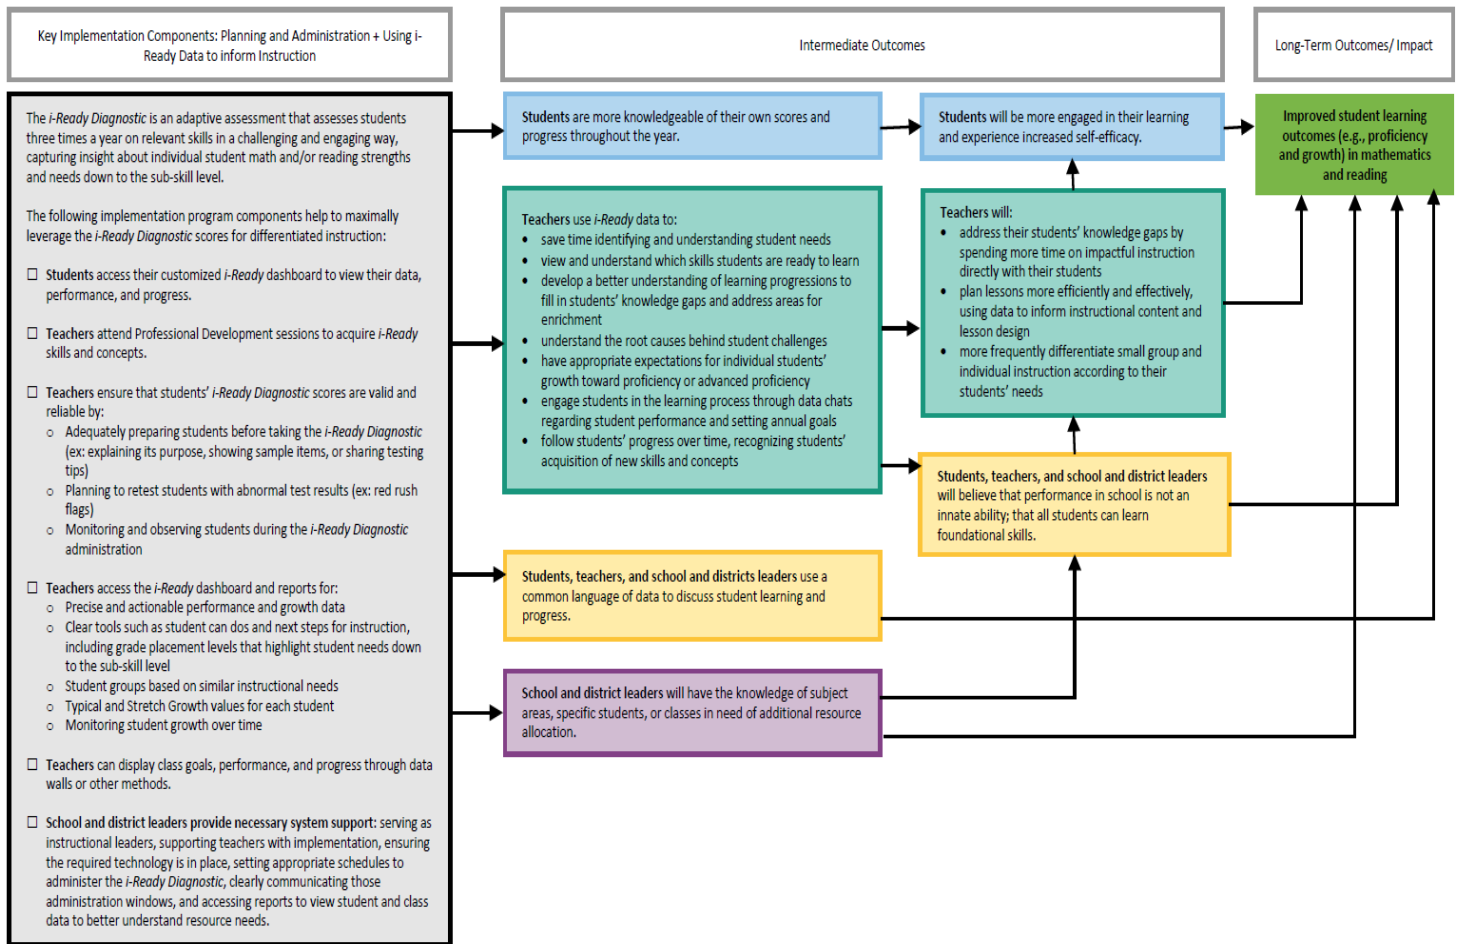 Key Implementation Components: Planning and Administration + Using i-
Ready Data to inform Instruction
Intermediate Outcomes
Long-Term Outcomes/ Impact
The i-Ready Diagnostic is an adaptive assessment that assesses students
three times a year on relevant skills in a challenging and engaging way,
capturing insight about individual student math and/or reading strengths
and needs down to the sub-skill level.
The following implementation program components help to maximally
leverage the i-Ready Diagnostic scores for differentiated instruction:
☐ Students access their customized i-Ready dashboard to view their data,
performance, and progress.
☐ Teachers attend Professional Development sessions to acquire i-Ready
skills and concepts.
☐ Teachers ensure that students' i-Ready Diagnostic scores are valid and
reliable by:
o Adequately preparing students before taking the i-Ready Diagnostic
(ex: explaining its purpose, showing sample items, or sharing testing
tips)
o Planning to retest students with abnormal test results (ex: red rush
flags)
o Monitoring and observing students during the i-Ready Diagnostic
administration
☐ Teachers access the i-Ready dashboard and reports for:
o Precise and actionable performance and growth data
o Clear tools such as student can dos and next steps for instruction,
including grade placement levels that highlight student needs down
to the sub-skill level
o Student groups based on similar instructional needs
o Typical and Stretch Growth values for each student
o Monitoring student growth over time
☐ Teachers can display class goals, performance, and progress through data
walls or other methods.
☐ School and district leaders provide necessary system support: serving as
instructional leaders, supporting teachers with implementation, ensuring
the required technology is in place, setting appropriate schedules to
administer the i-Ready Diagnostic, clearly communicating those
administration windows, and accessing reports to view student and class
data to better understand resource needs.
Students are more knowledgeable of their own scores and
progress throughout the year.
Teachers use i-Ready data to:
• save time identifying and understanding student needs
• view and understand which skills students are ready to learn
• develop a better understanding of learning progressions to
fill in students' knowledge gaps and address areas for
enrichment
• understand the root causes behind student challenges
• have appropriate expectations for individual students'
growth toward proficiency or advanced proficiency
• engage students in the learning process through data chats
regarding student performance and setting annual goals
• follow students' progress over time, recognizing students'
acquisition of new skills and concepts
Students, teachers, and school and districts leaders use a
common language of data to discuss student learning and
progress.
School and district leaders will have the knowledge of subject
areas, specific students, or classes in need of additional resource
allocation.
Students will be more engaged in their learning
and experience increased self-efficacy.
Teachers will:
• address their students' knowledge gaps by
spending more time on impactful instruction
directly with their students
• plan lessons more efficiently and effectively,
using data to inform instructional content and
lesson design
• more frequently differentiate small group and
individual instruction according to their
students' needs
Students, teachers, and school and district leaders
will believe that performance in school is not an
innate ability; that all students can learn
foundational skills.
Improved student learning
outcomes (e.g., proficiency
and growth) in mathematics
and reading